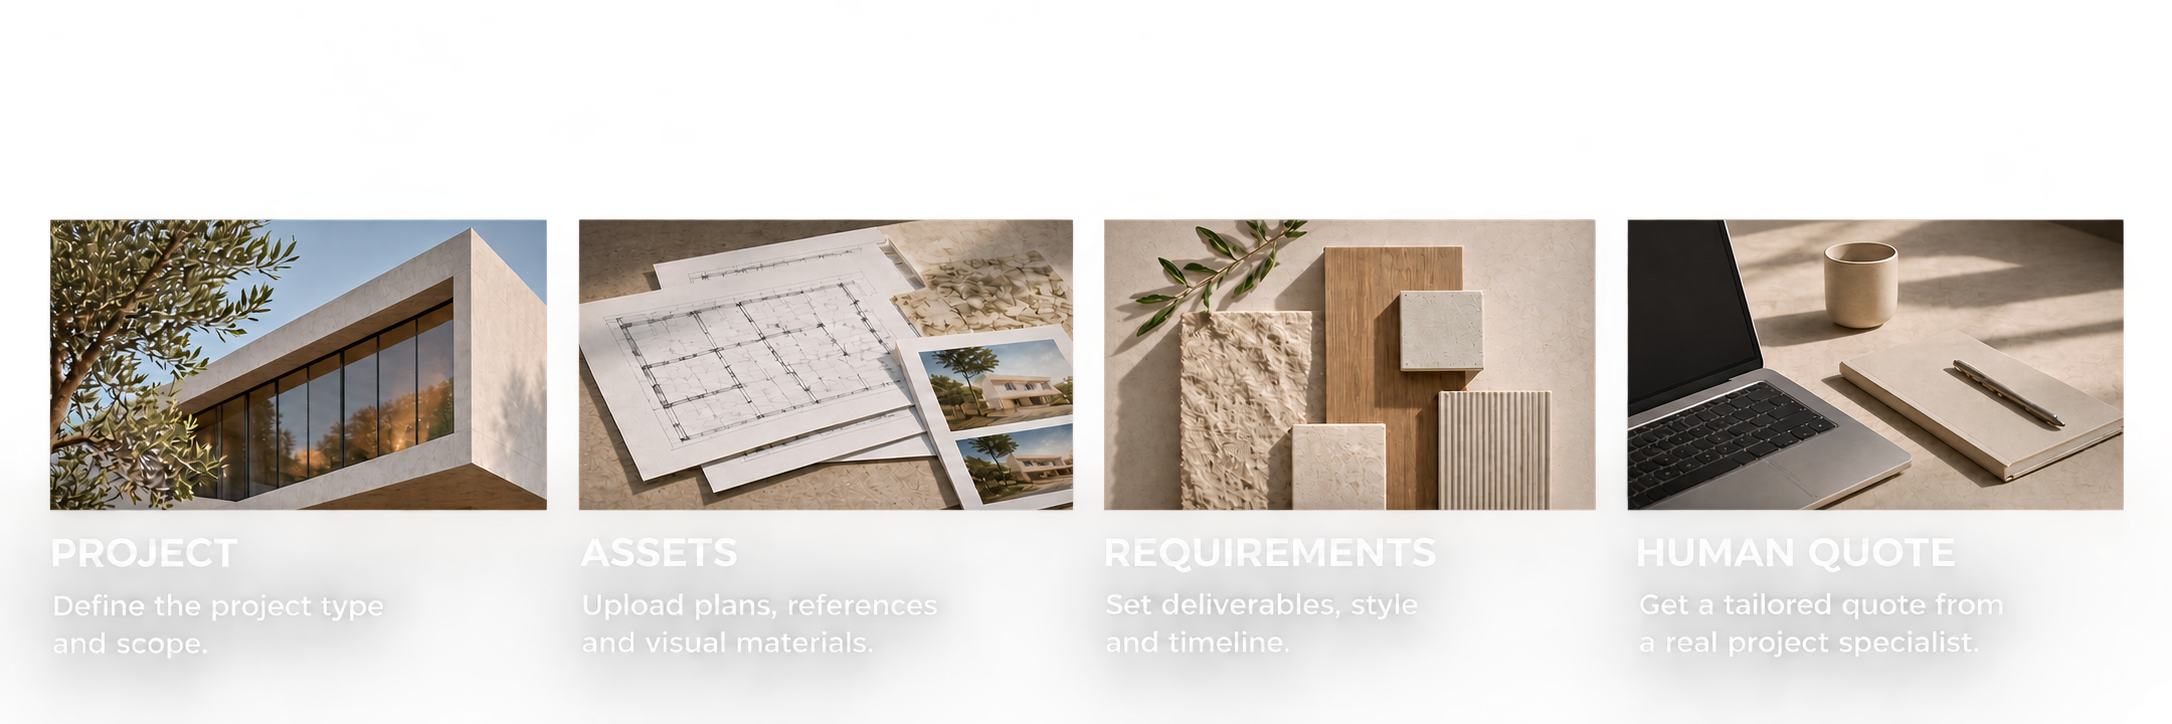 PROJECT
Define the project type
and scope.
ASSETS
Upload plans, references
and visual materials.
REQUIREMENTS
Set deliverables, style
and timeline.
HUMAN QUOTE
Get a tailored quote from
a real project specialist.